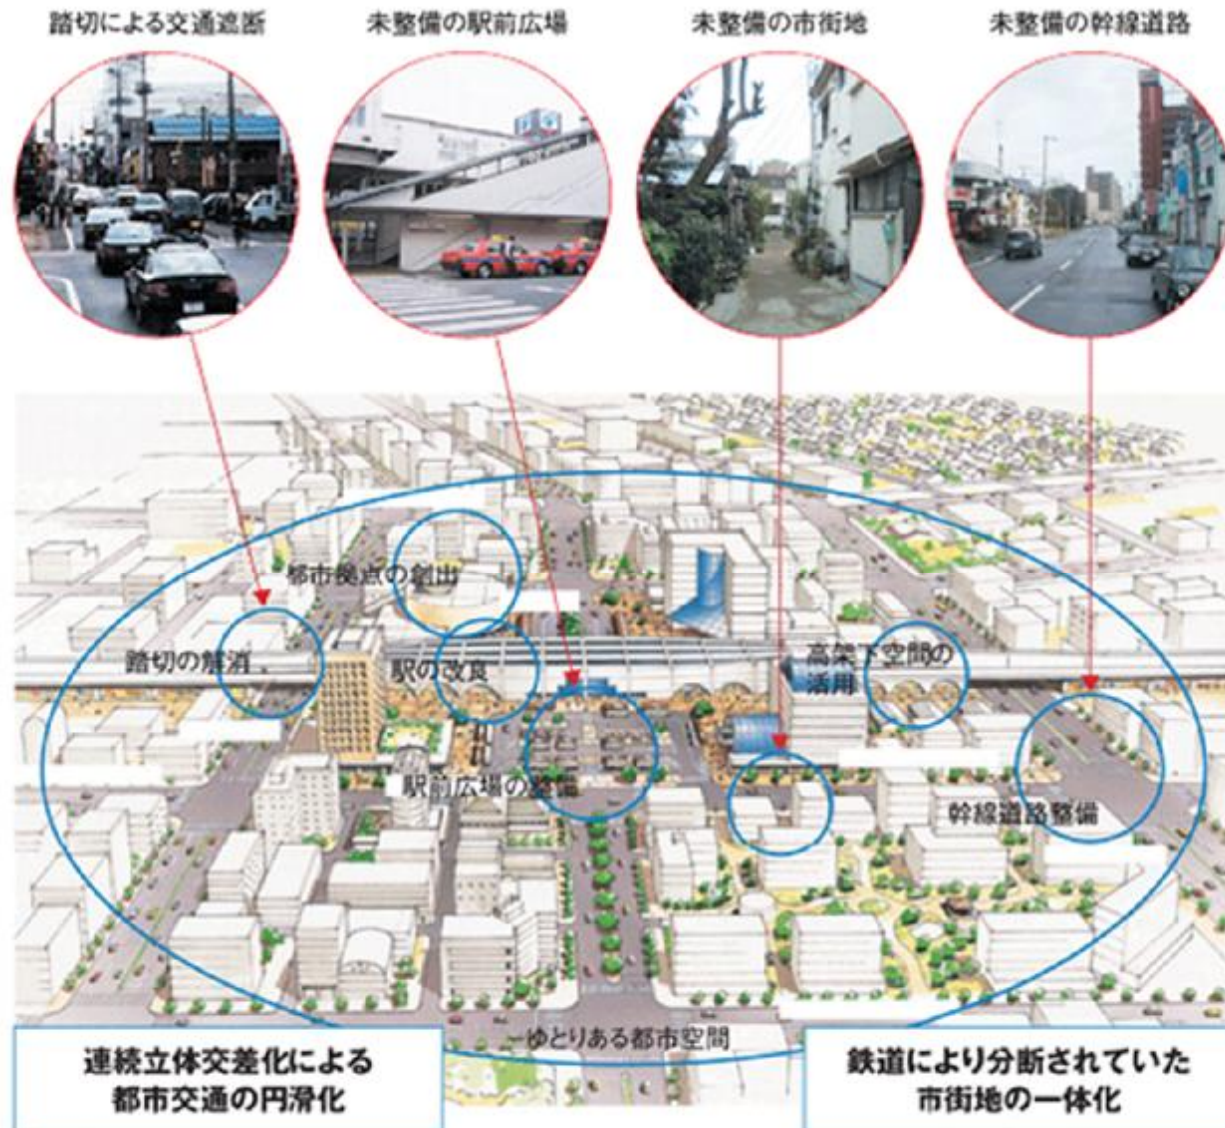 踏切による交通遮断
未整備の駅前広場
未整備の市街地
未整備の幹線道路
都市拠点の創出
踏切の解消
駅の改良
高架下空間の
活用
駅前広場の整備
幹線道路整備
ゆとりある都市空間
連続立体交差化による
都市交通の円滑化
鉄道により分断されていた
市街地の一体化